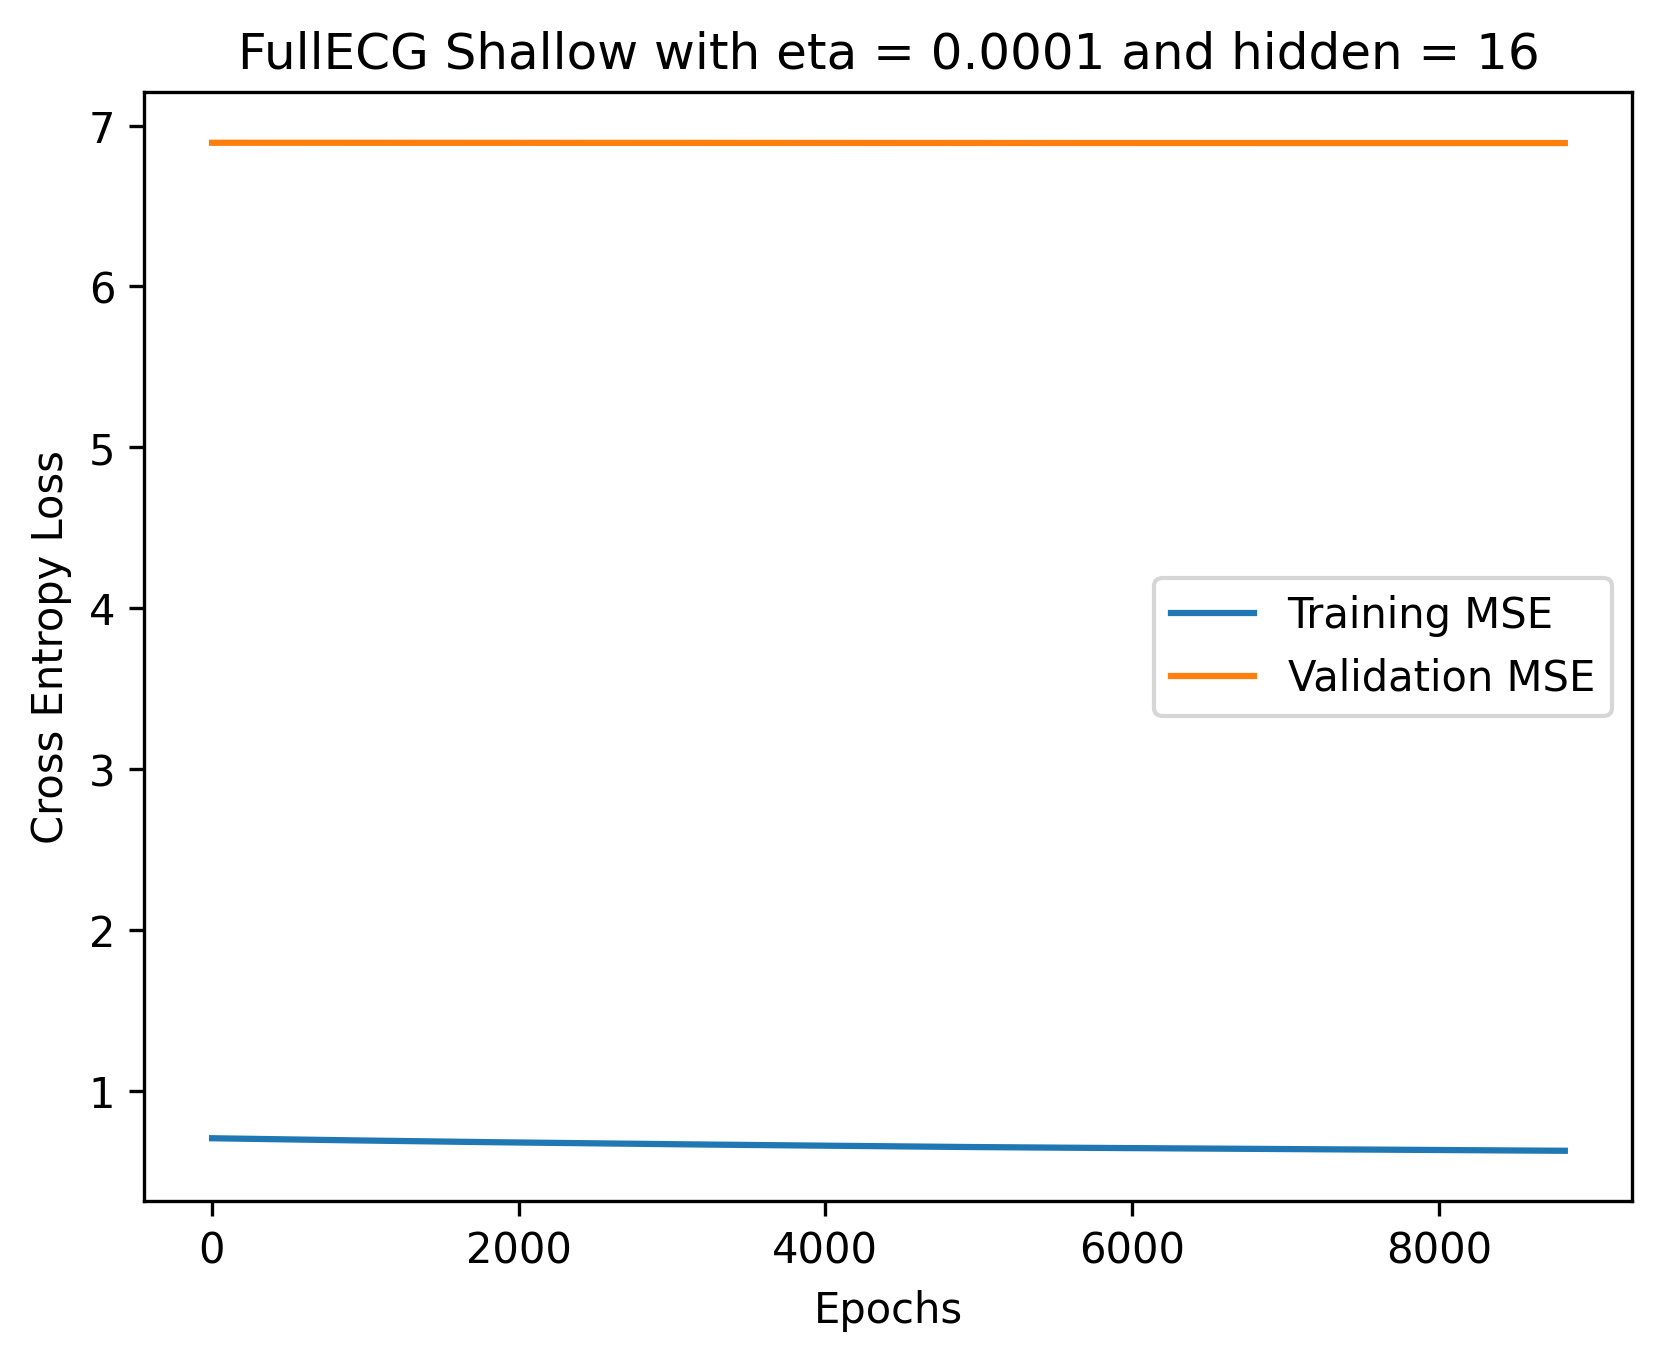 FullECG Shallow with eta = 0.0001 and hidden = 16
7
6
5
4
3
2
1
Cross Entropy Loss
Training MSE
Validation MSE
0 2000 4000 6000 8000
Epochs